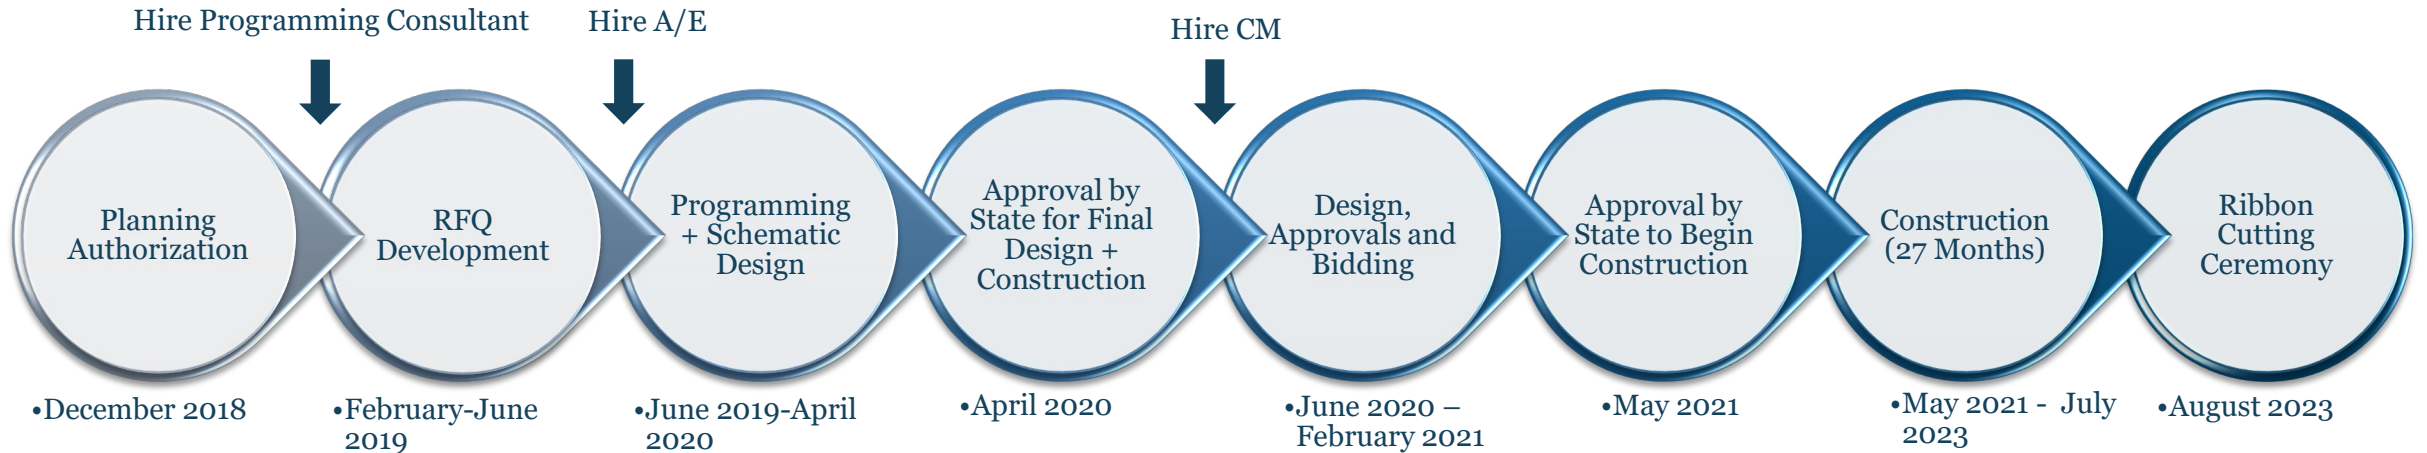 Hire Programming Consultant
Hire A/E
Hire CM
Planning
Authorization
RFQ
Development
Programming
+ Schematic
Design
Approval by
State for Final
Design +
Construction
Design,
Approvals and
Bidding
Approval by
State to Begin
Construction
Construction
(27 Months)
Ribbon
Cutting
Ceremony
•December 2018
•February-June
2019
•June 2019-April
2020
•April 2020
•June 2020 –
February 2021
•May 2021
•May 2021 - July
2023
•August 2023